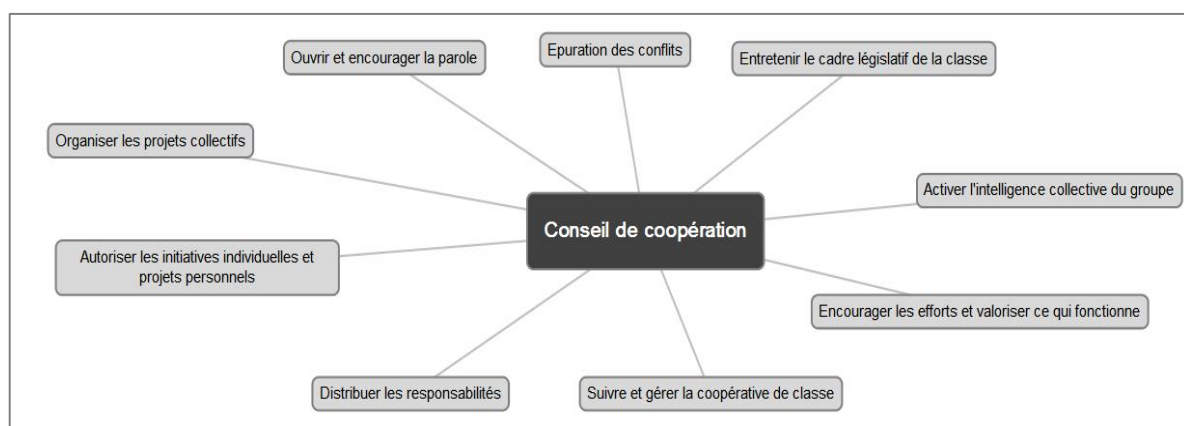 Ouvrir et encourager la parole
Epuration des conflits
Entretenir le cadre législatif de la classe
Organiser les projets collectifs
Activer l'intelligence collective du groupe
Conseil de coopération
Autoriser les initiatives individuelles et
projets personnels
Encourager les efforts et valoriser ce qui fonctionne
Distribuer les responsabilités
Suivre et gérer la coopérative de classe